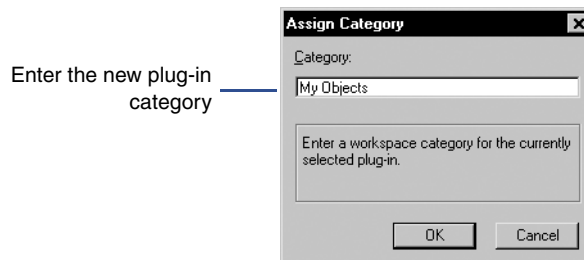 Enter the new plug-in
category
Assign Category
Category:
My Objects
Enter a workspace category for the currently
selected plug-in.
OK
Cancel